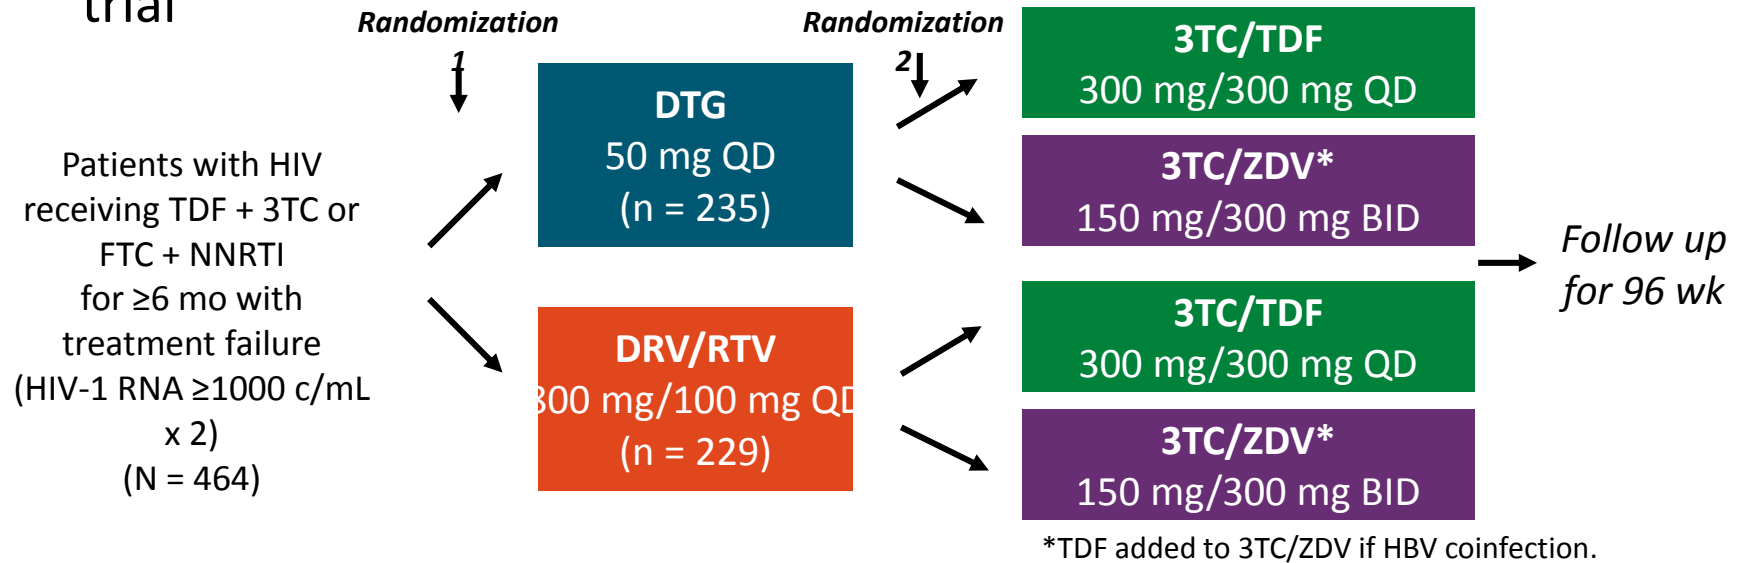 trial
Randomization
1
Randomization
2
Patients with HIV
receiving TDF + 3TC or
FTC + NNRTI
for ≥6 mo with
treatment failure
(HIV-1 RNA ≥1000 c/mL
x 2)
(N = 464)
DTG
50 mg QD
(n = 235)
DRV/RTV
800 mg/100 mg QD
(n = 229)
3TC/TDF
300 mg/300 mg QD
3TC/ZDV*
150 mg/300 mg BID
3TC/TDF
300 mg/300 mg QD
3TC/ZDV*
150 mg/300 mg BID
Follow up
for 96 wk
*TDF added to 3TC/ZDV if HBV coinfection.